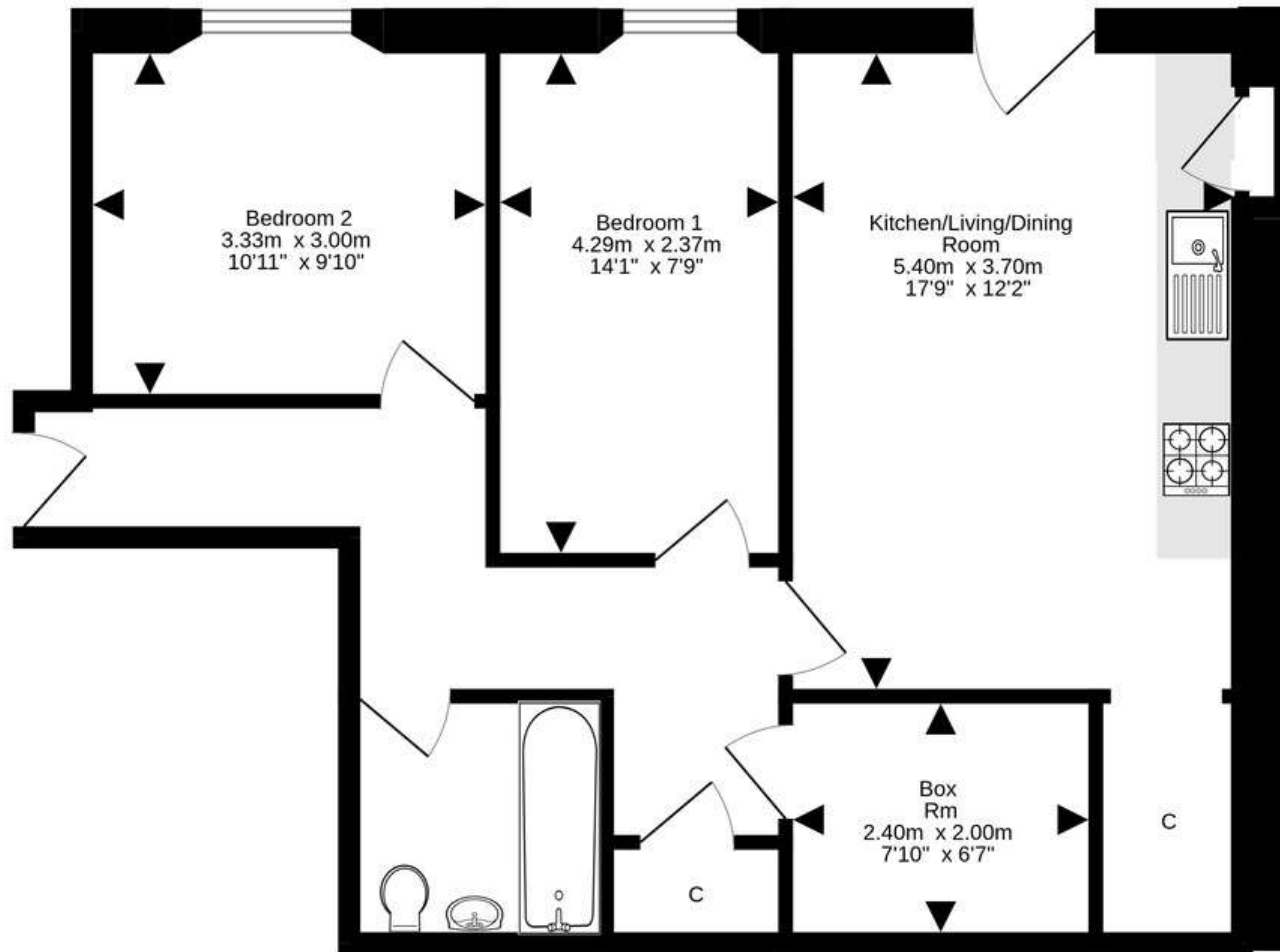 Bedroom 2
3.33m x 3.00m
10'11" x 9'10"
Bedroom 1
4.29m x 2.37m
14'1" x 7'9"
Kitchen/Living/Dining
Room
5.40m x 3.70m
17'9" x 12'2"
Box
Rm
2.40m x 2.00m
7'10" x 6'7"
C
C